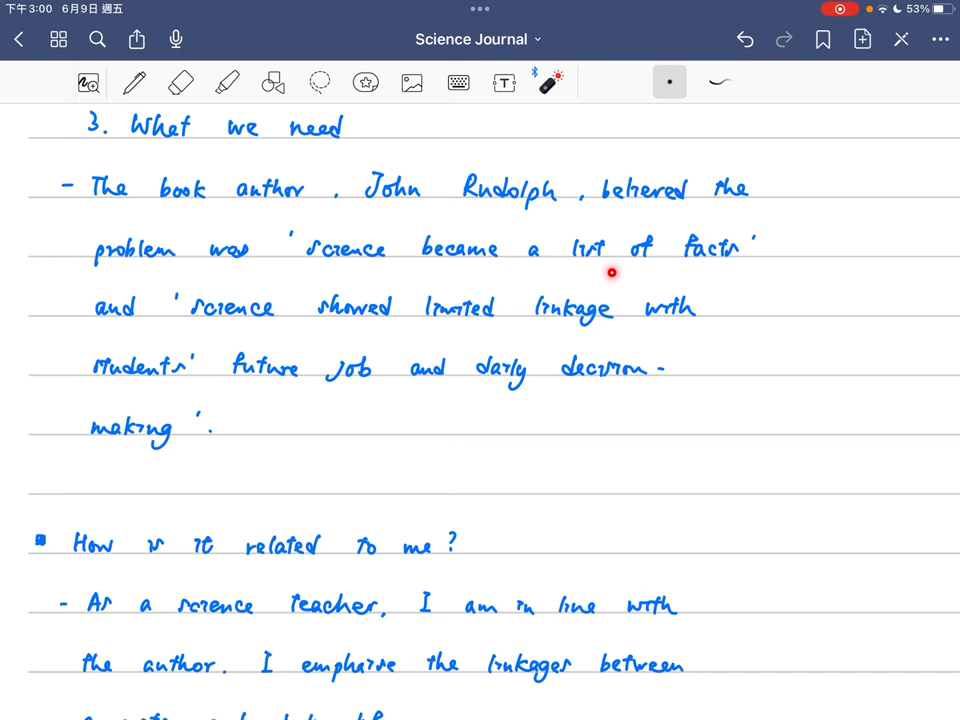 下午3:00 6月9日 週五
53%
Science Journal
T
3. What we need
- The book author, John Rudolph, believed the
problem was 'science became a list of facts'
and 'science showed limited linkage with
students' future job and daily decision-
making'.
How is it related to me?
- As a science teacher, I am in line with
the author. I emphasise the linkages between